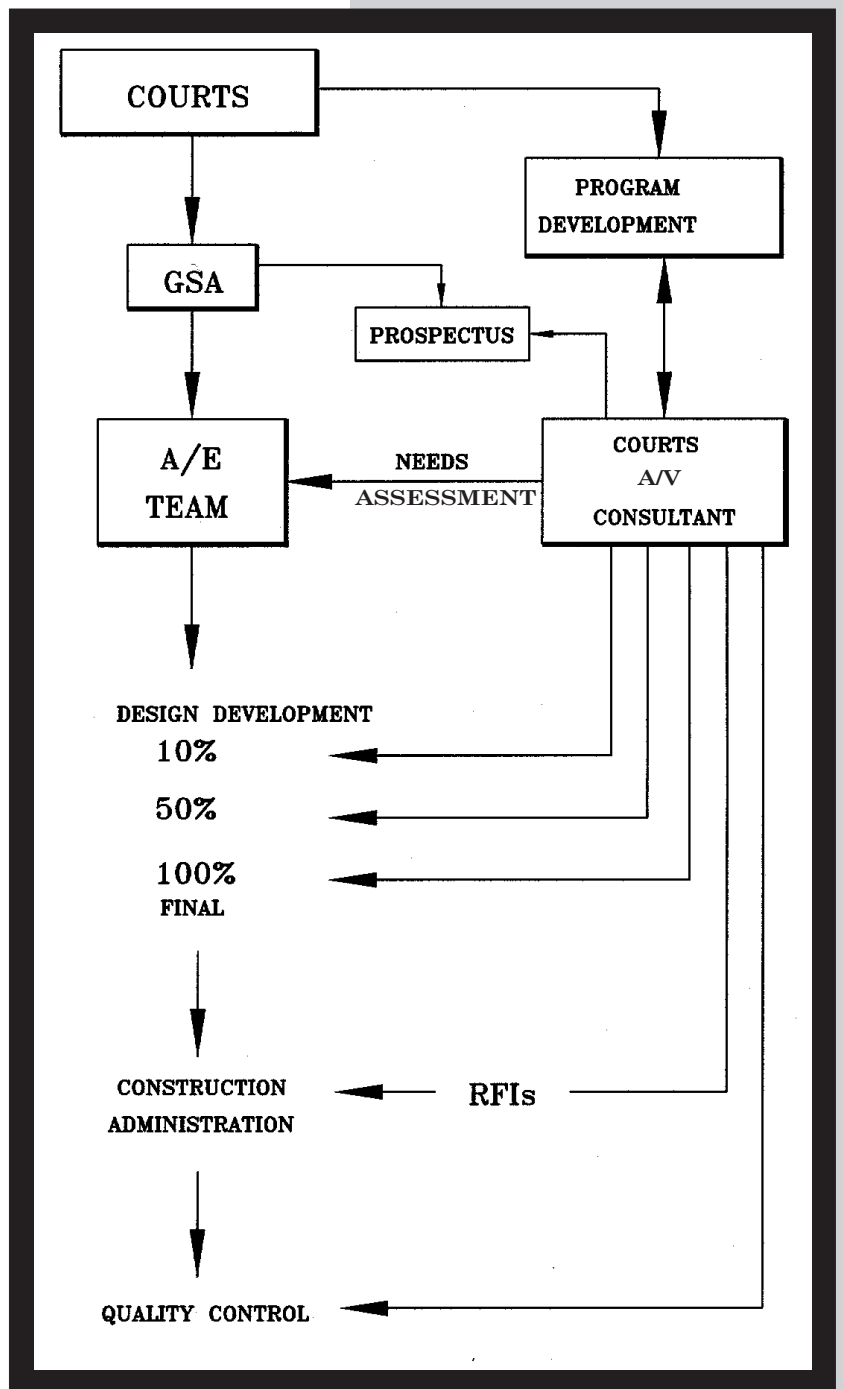 COURTS
PROGRAM
DEVELOPMENT
GSA
PROSPECTUS
A/E
TEAM
NEEDS
ASSESSMENT
COURTS
A/V
CONSULTANT
DESIGN DEVELOPMENT
10%
50%
100%
FINAL
CONSTRUCTION
ADMINISTRATION
RFIs
QUALITY CONTROL